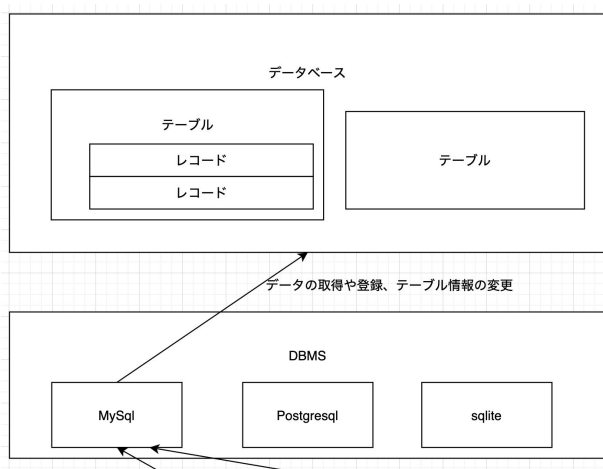 データベース
テーブル
レコード
レコード
テーブル
データの取得や登録、テーブル情報の変更
DBMS
MySql
Postgresql
sqlite